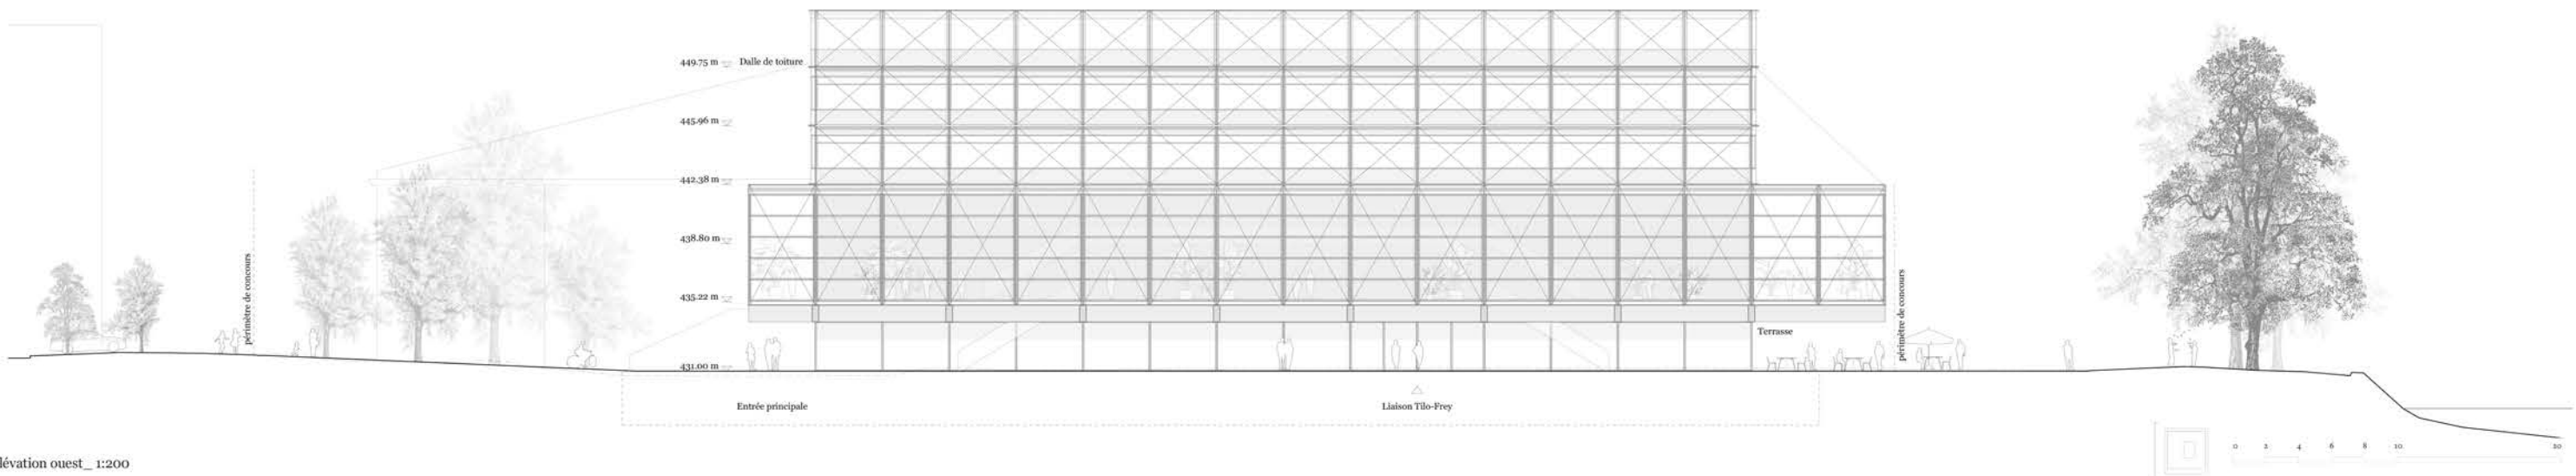 449.75 m Dalle de toiture
445.96 m
442.38 m
438.80 m
435.22 m
431.00 m
périmètre de concours
périmètre de concours
Terrasse
Entrée principale
Liaison Tilo-Frey
0 2 4 6 8 10 20
lévation ouest_ 1:200